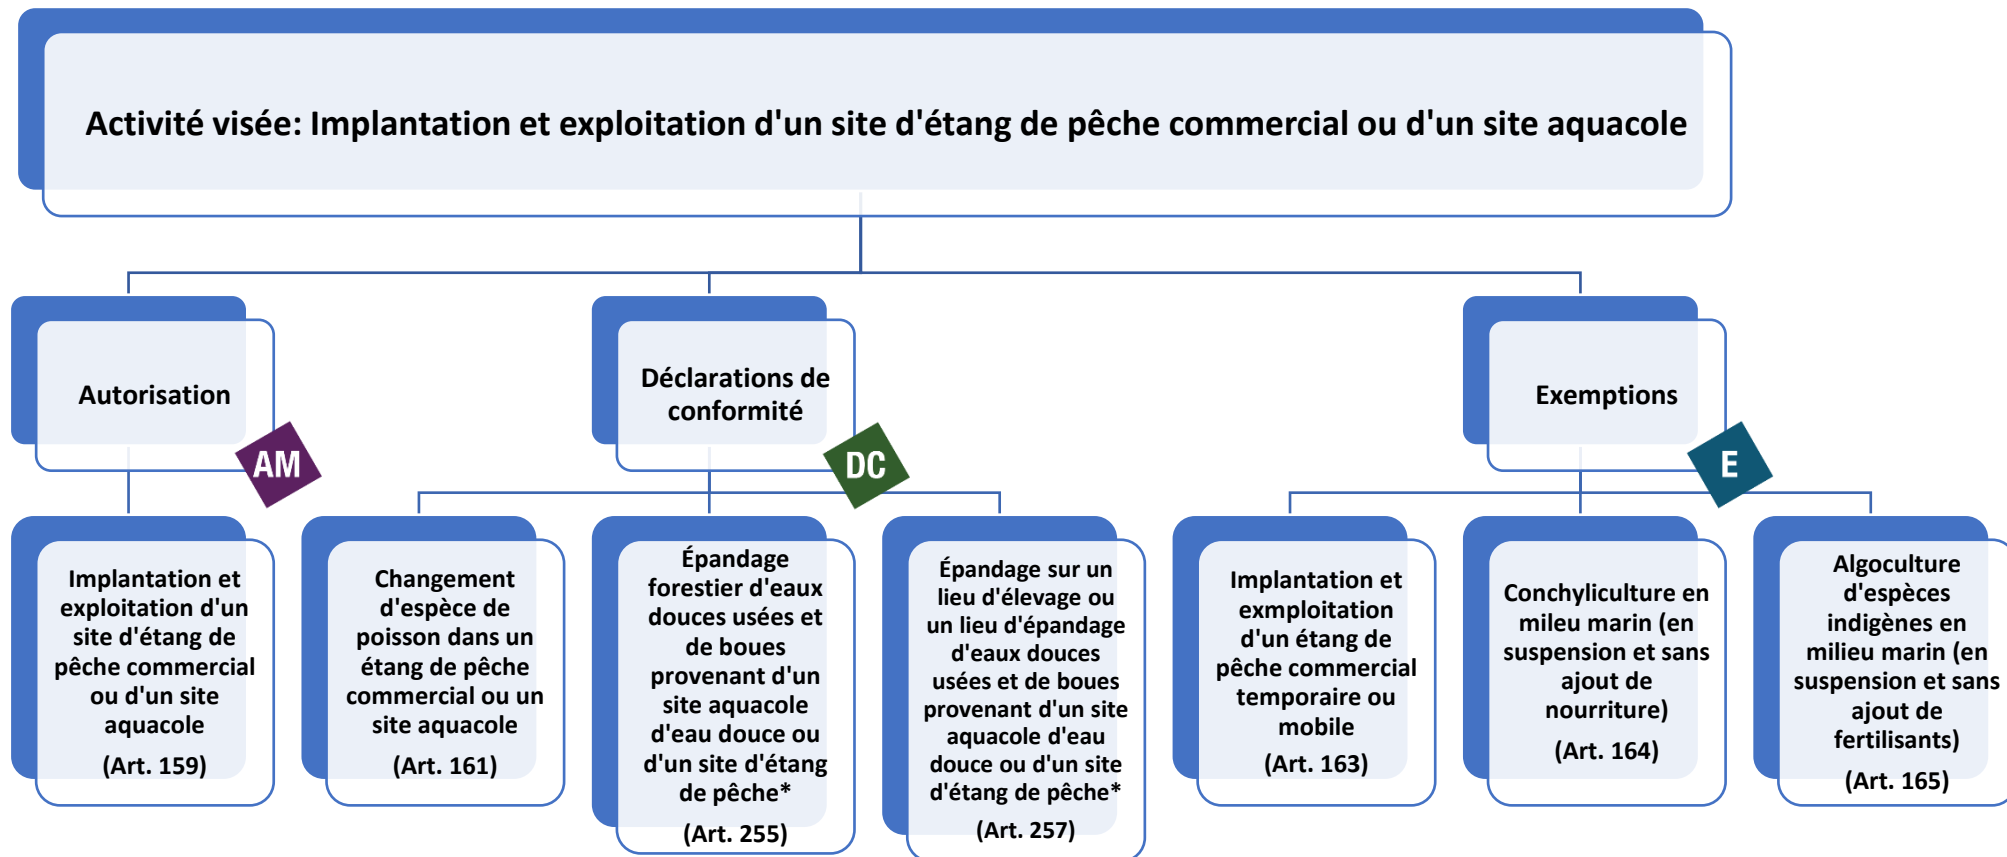 Activité visée: Implantation et exploitation d'un site d'étang de pêche commercial ou d'un site aquacole
Autorisation
AM
Déclarations de
conformité
DC
Exemptions
E
Implantation et
exploitation d'un
site d'étang de
pêche commercial
ou d'un site
aquacole
(Art. 159)
Changement
d'espèce de
poisson dans un
étang de pêche
commercial ou un
site aquacole
(Art. 161)
Épandage
forestier d'eaux
douces usées et
de boues
provenant d'un
site aquacole
d'eau douce ou
d'un site d'étang
de pêche*
(Art. 255)
Épandage sur un
lieu d'élevage ou
un lieu d'épandage
d'eaux douces
usées et de boues
provenant d'un site
aquacole d'eau
douce ou d'un site
d'étang de pêche*
(Art. 257)
Implantation et
exmploitation
d'un étang de
pêche commercial
temporaire ou
mobile
(Art. 163)
Conchyliculture en
mileu marin (en
suspension et sans
ajout de
nourriture)
(Art. 164)
Algoculture
d'espèces
indigènes en
milieu marin (en
suspension et sans
ajout de
fertilisants)
(Art. 165)